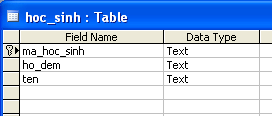 hoc_sinh : Table
Field Name Data Type
ma_hoc_sinh Text
ho_dem Text
ten Text